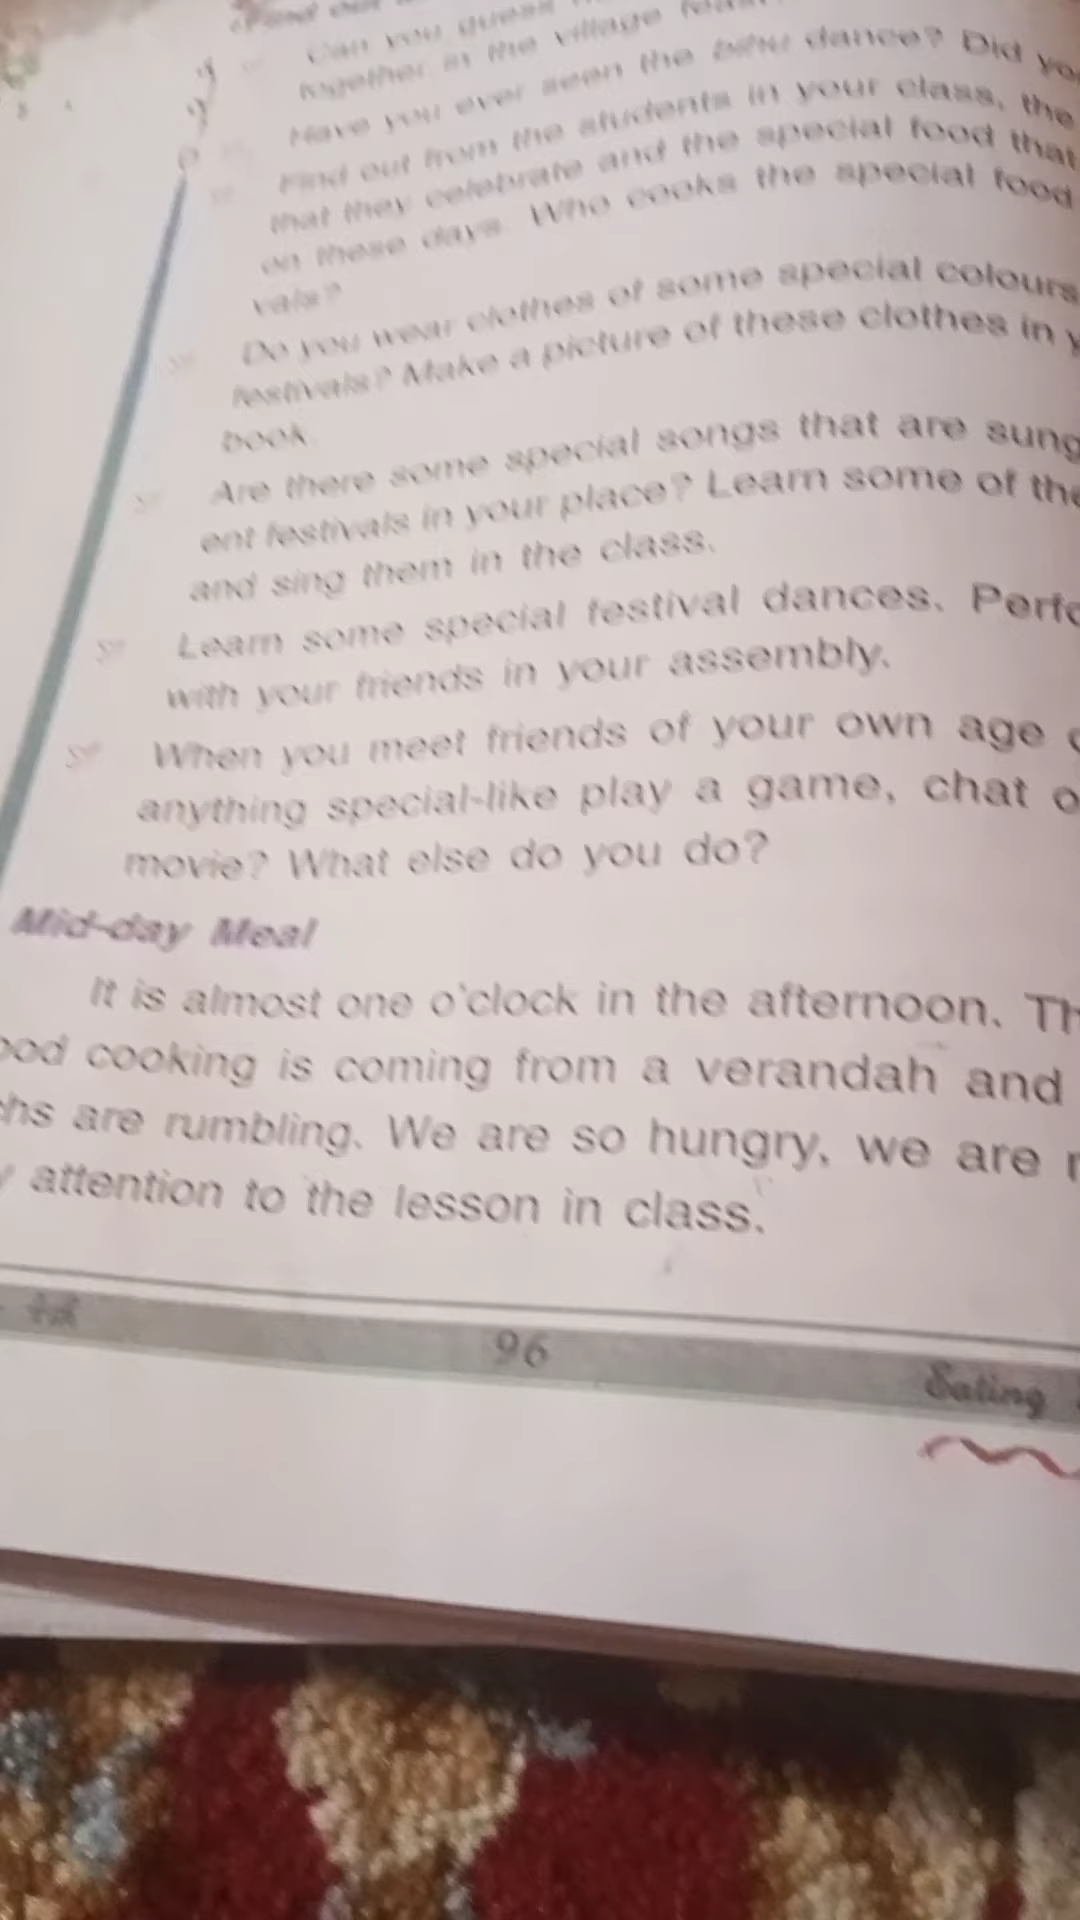 Find out
Can you guess
together in the village
Have you ever seen the bihu dance? Did yo
Find out from the students in your class, the
that they celebrate and the special food that
on these days. Who cooks the special food
vals?
Do you wear clothes of some special colours
festivals? Make a picture of these clothes in y
book.
Are there some special songs that are sung
ent festivals in your place? Learn some of the
and sing them in the class.
Learn some special festival dances. Perfo
with your friends in your assembly.
When you meet friends of your own age
anything special-like play a game, chat o
movie? What else do you do?
Mid-day Meal
It is almost one o'clock in the afternoon. Th
ood cooking is coming from a verandah and
chs are rumbling. We are so hungry, we are
y attention to the lesson in class.
96
Eating